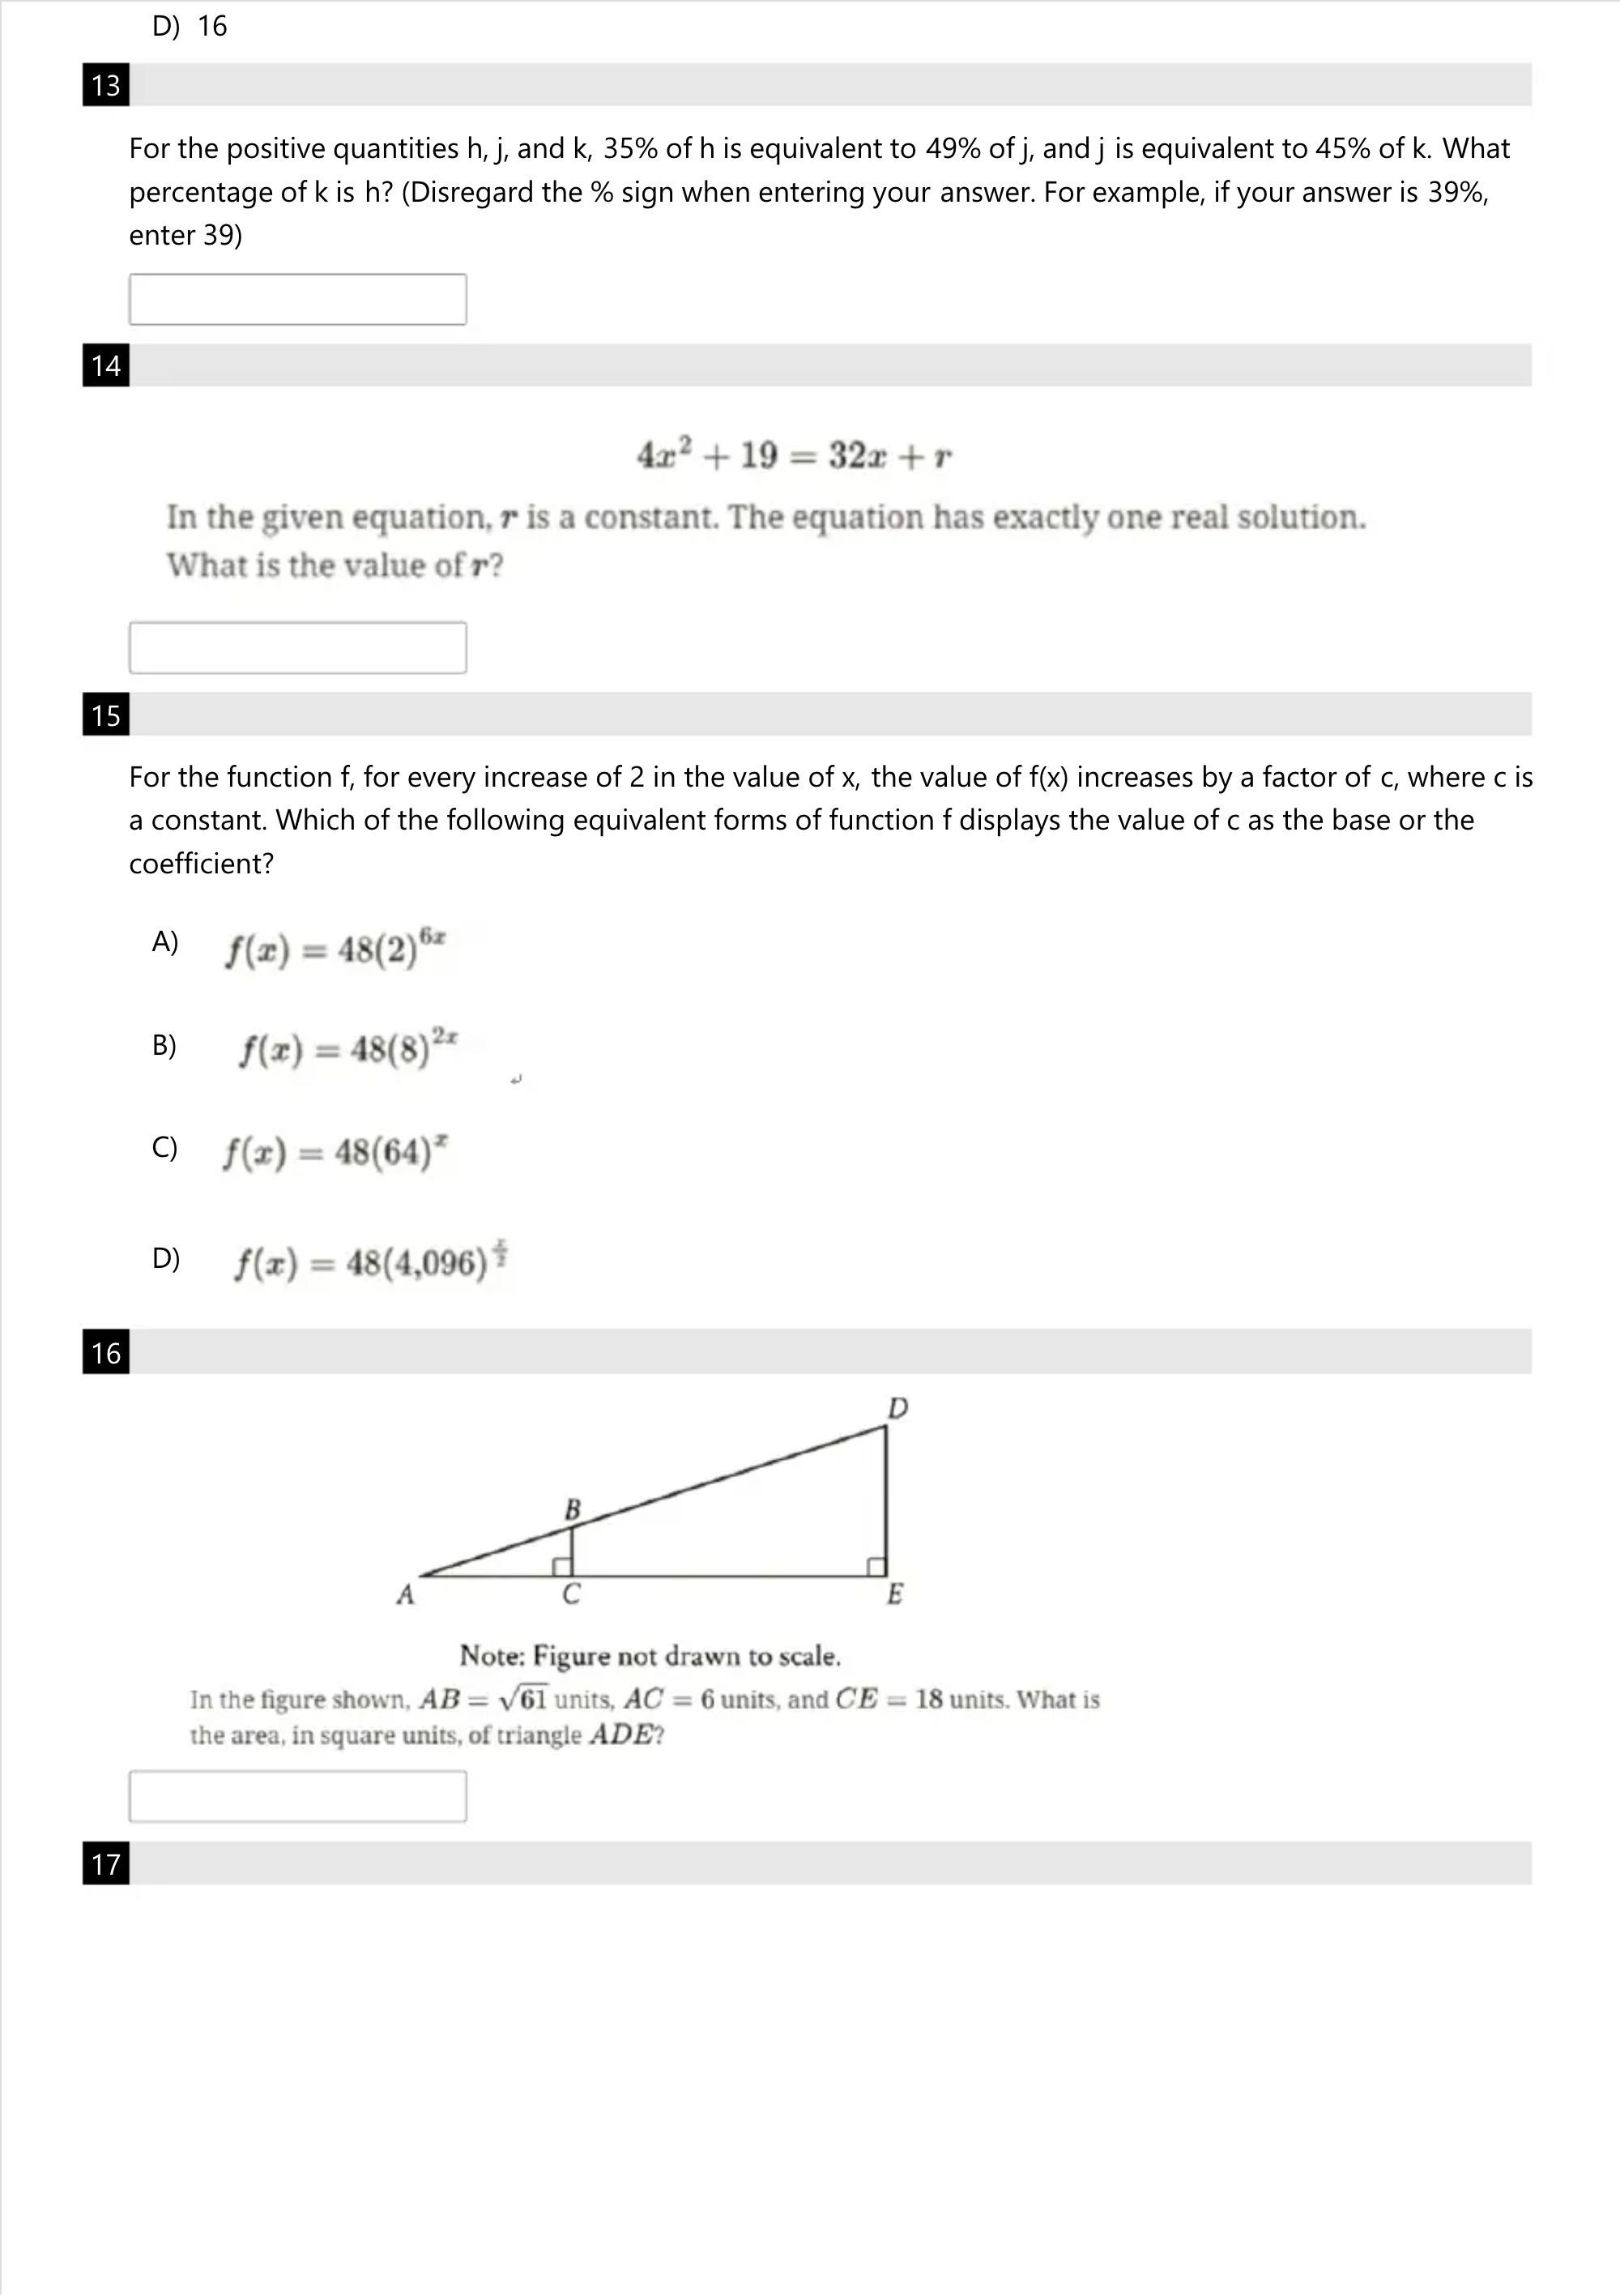 D) 16
13
For the positive quantities h, j, and k, 35% of h is equivalent to 49% of j, and j is equivalent to 45% of k. What
percentage of k is h? (Disregard the % sign when entering your answer. For example, if your answer is 39%,
enter 39)
14
4x² + 19 = 32x + r
In the given equation, r is a constant. The equation has exactly one real solution.
What is the value of r?
15
For the function f, for every increase of 2 in the value of x, the value of f(x) increases by a factor of c, where c is
a constant. Which of the following equivalent forms of function f displays the value of c as the base or the
coefficient?
A) f(x) = 48(2)^{6x}
B) f(x) = 48(8)^{2x}
C) f(x) = 48(64)^{x}
D) f(x) = 48(4,096)^{x/2}
16
D
B
A
C
E
Note: Figure not drawn to scale.
In the figure shown, AB = √61 units, AC = 6 units, and CE = 18 units. What is
the area, in square units, of triangle ADE?
17